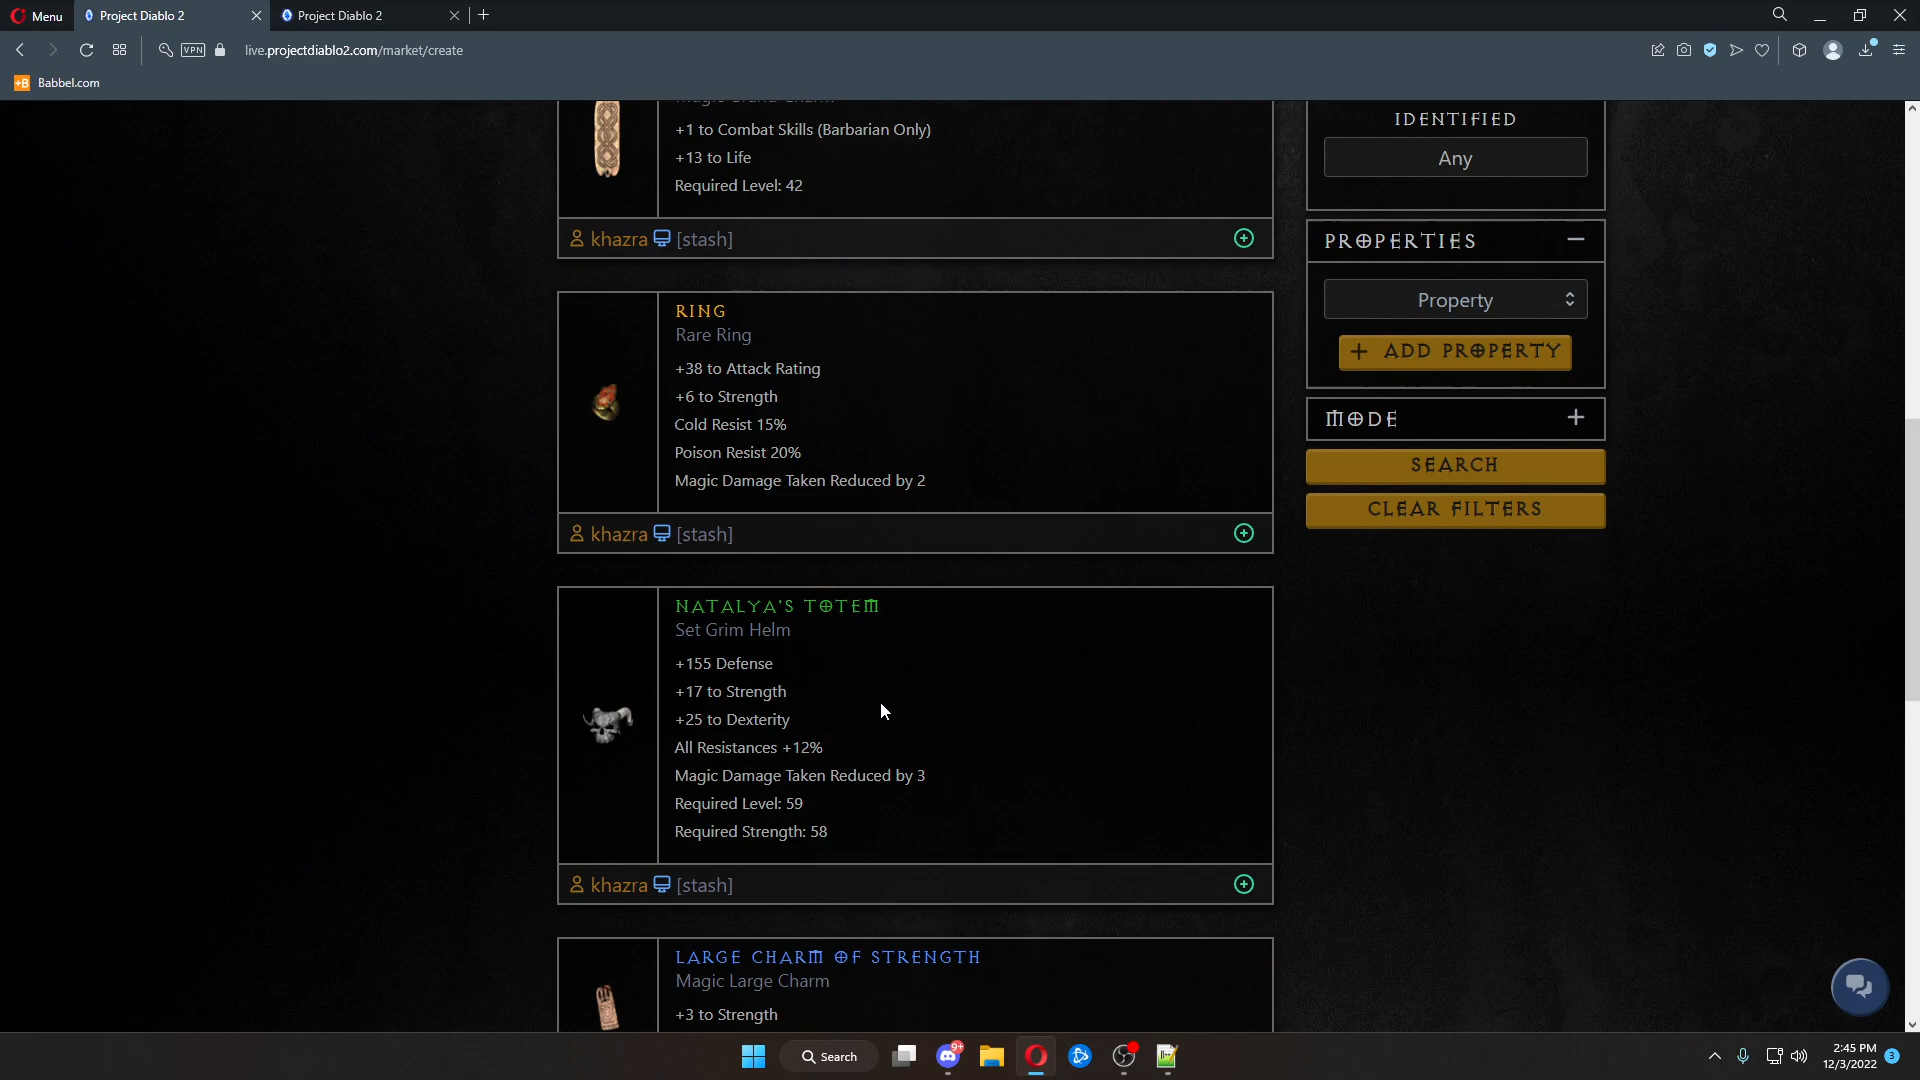 Menu
Project Diablo 2
Project Diablo 2
VPN
live.projectdiablo2.com/market/create
+B Babbel.com
+1 to Combat Skills (Barbarian Only)
+13 to Life
Required Level: 42
khazra [stash]
RING
Rare Ring
+38 to Attack Rating
+6 to Strength
Cold Resist 15%
Poison Resist 20%
Magic Damage Taken Reduced by 2
khazra [stash]
NATALYA'S TOTEM
Set Grim Helm
+155 Defense
+17 to Strength
+25 to Dexterity
All Resistances +12%
Magic Damage Taken Reduced by 3
Required Level: 59
Required Strength: 58
khazra [stash]
LARGE CHARM OF STRENGTH
Magic Large Charm
+3 to Strength
IDENTIFIED
Any
PROPERTIES
Property
+ ADD PROPERTY
MODE
SEARCH
CLEAR FILTERS
Search
9+
2:45 PM
12/3/2022
3